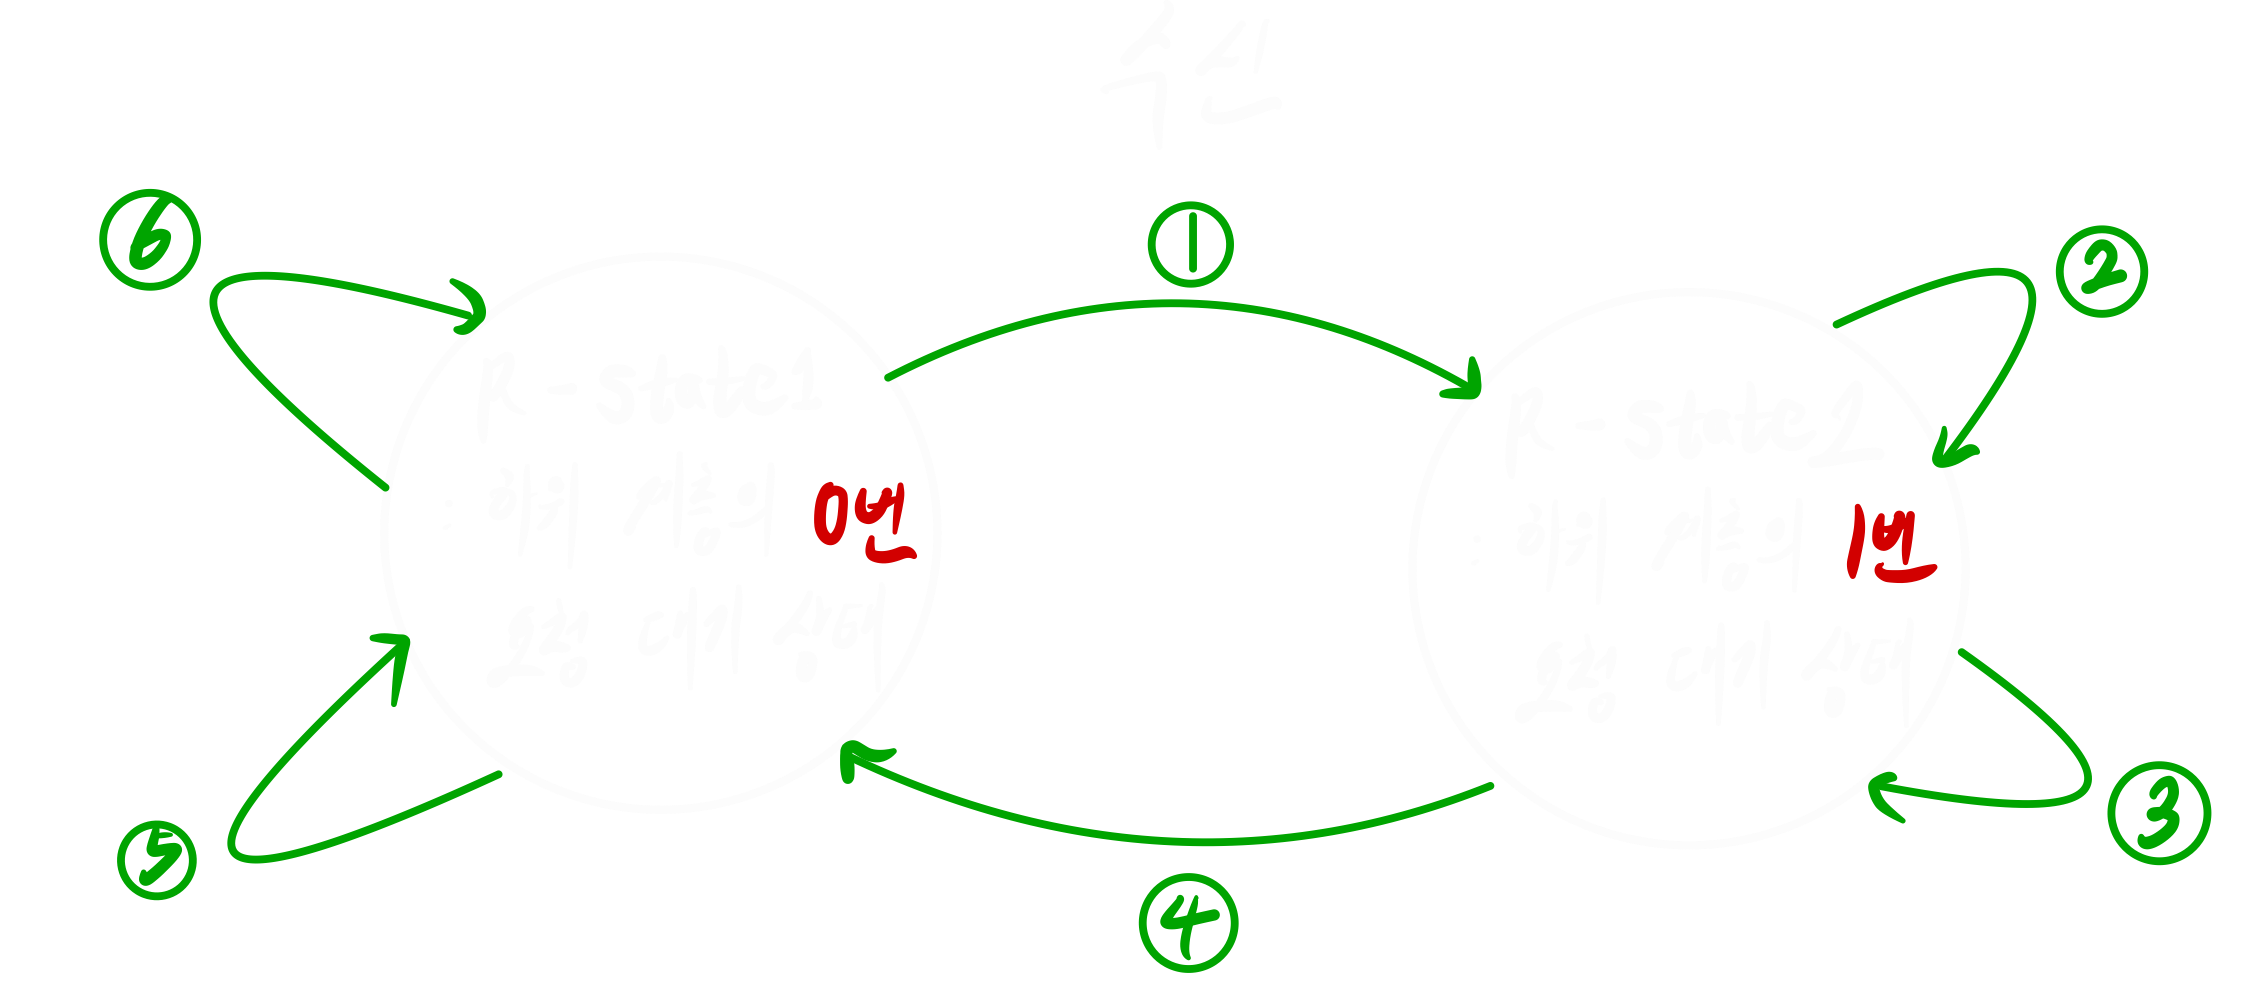 수신
⑥
①
②
R-state1
: 하위 계층의 0번
요청 대기 상태
R-state2
: 하위 계층의 1번
요청 대기 상태
⑤
④
③